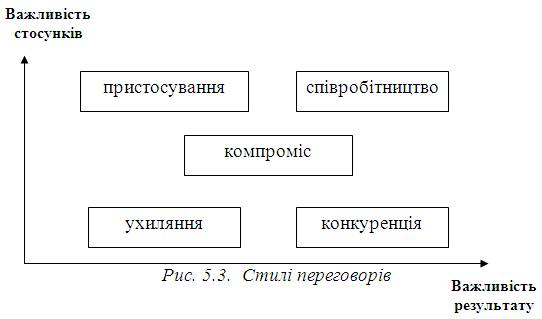 Важливість
стосунків
пристосування
співробітництво
компроміс
ухиляння
конкуренція
Рис. 5.3. Стилі переговорів
Важливість
результату